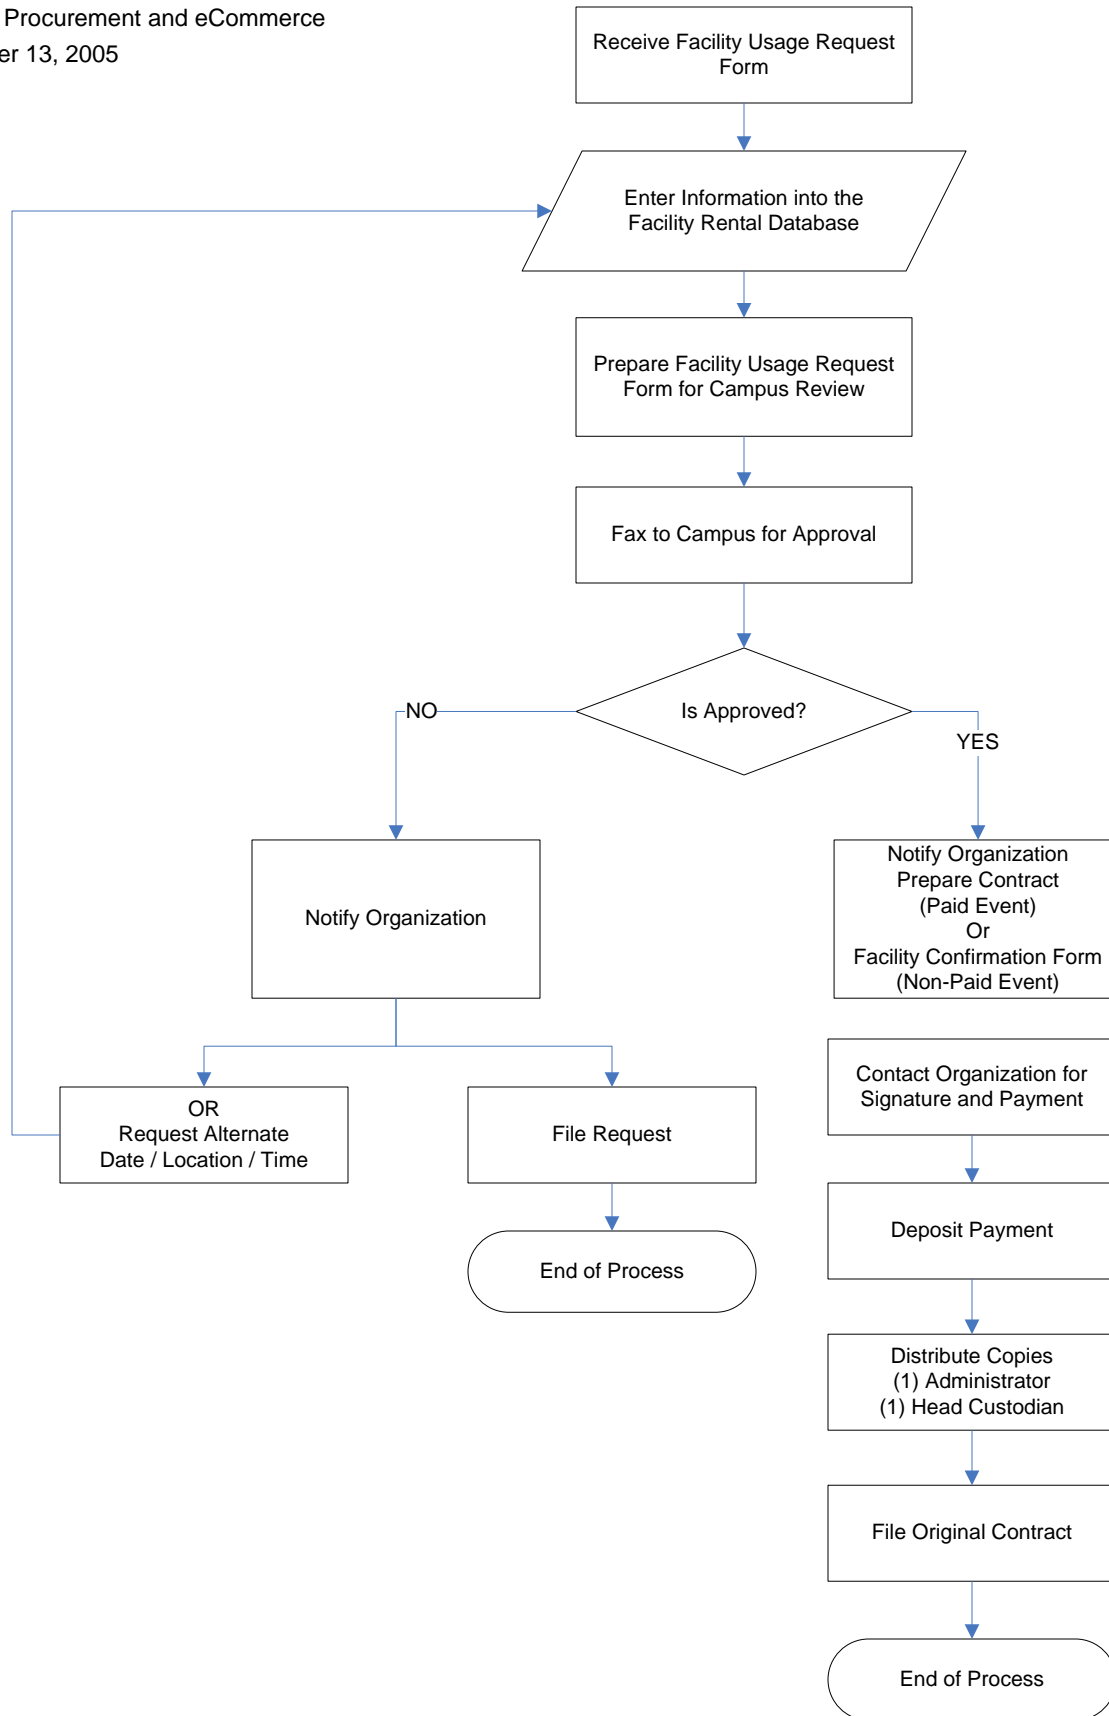 Procurement and eCommerce
er 13, 2005
Receive Facility Usage Request
Form
Enter Information into the
Facility Rental Database
Prepare Facility Usage Request
Form for Campus Review
Fax to Campus for Approval
Is Approved?
NO
YES
Notify Organization
Notify Organization
Prepare Contract
(Paid Event)
Or
Facility Confirmation Form
(Non-Paid Event)
OR
Request Alternate
Date / Location / Time
File Request
End of Process
Contact Organization for
Signature and Payment
Deposit Payment
Distribute Copies
(1) Administrator
(1) Head Custodian
File Original Contract
End of Process